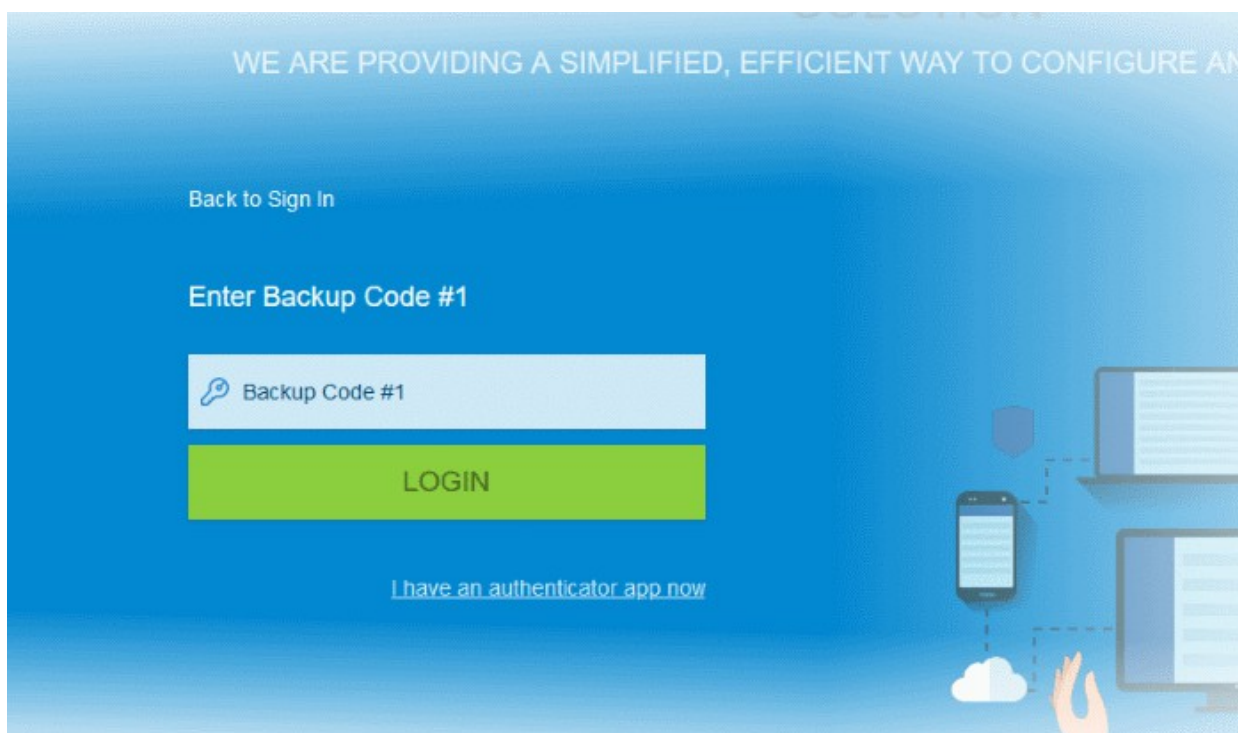 WE ARE PROVIDING A SIMPLIFIED, EFFICIENT WAY TO CONFIGURE
Back to Sign In
Enter Backup Code #1
Backup Code #1
LOGIN
I have an authenticator app now